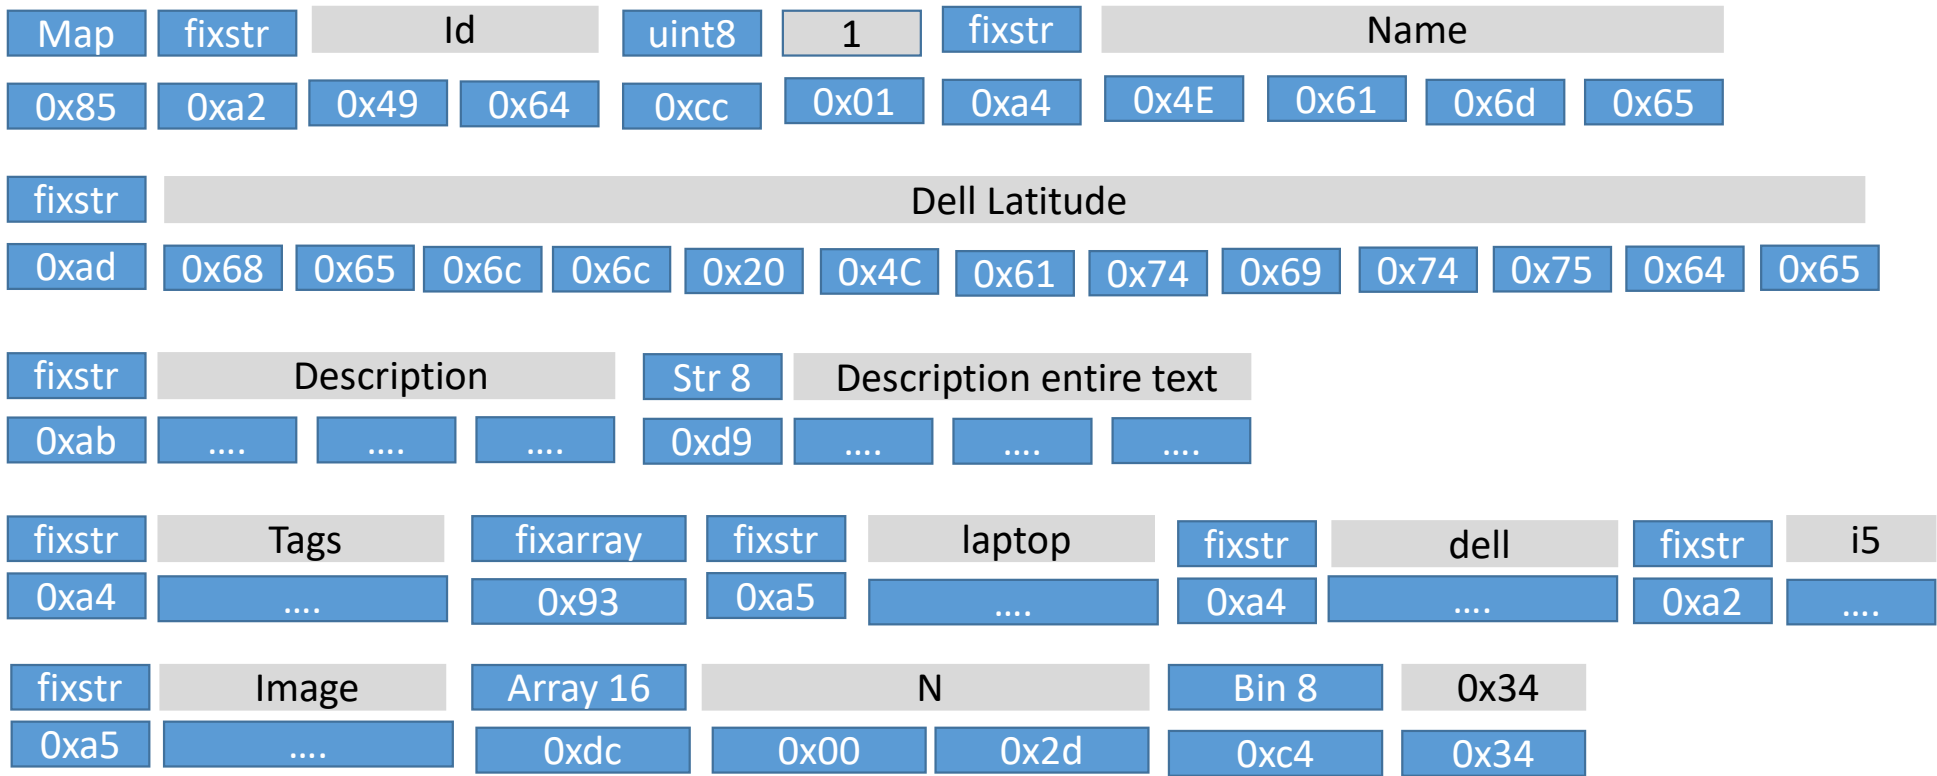 Map fixstr Id uint8 1 fixstr Name
0x85 0xa2 0x49 0x64 0xcc 0x01 0xa4 0x4E 0x61 0x6d 0x65
fixstr Dell Latitude
0xad 0x68 0x65 0x6c 0x6c 0x20 0x4C 0x61 0x74 0x69 0x74 0x75 0x64 0x65
fixstr Description Str 8 Description entire text
0xab .... .... .... 0xd9 .... .... ....
fixstr Tags fixarray fixstr laptop fixstr dell fixstr i5
0xa4 .... 0x93 0xa5 .... 0xa4 .... 0xa2 ....
fixstr Image Array 16 N Bin 8 0x34
0xa5 .... 0xdc 0x00 0x2d 0xc4 0x34